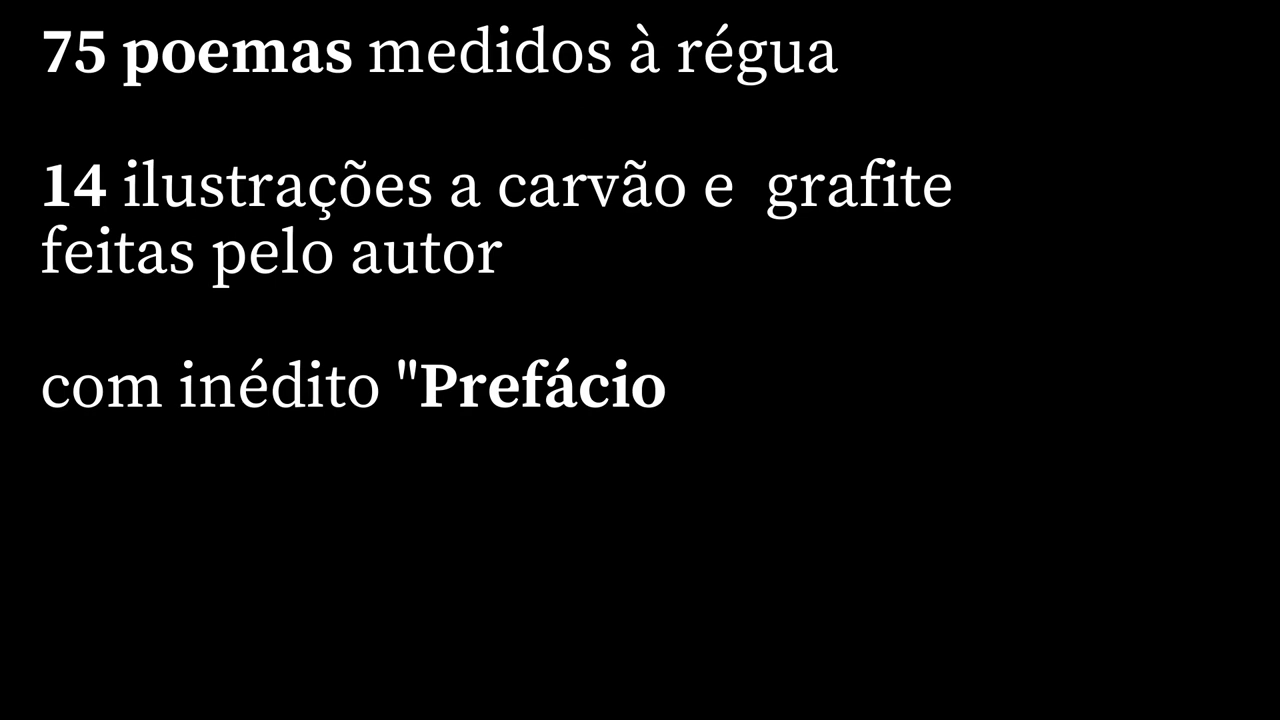 75 poemas medidos à régua
14 ilustrações a carvão e  grafite
feitas pelo autor
com inédito "Prefácio